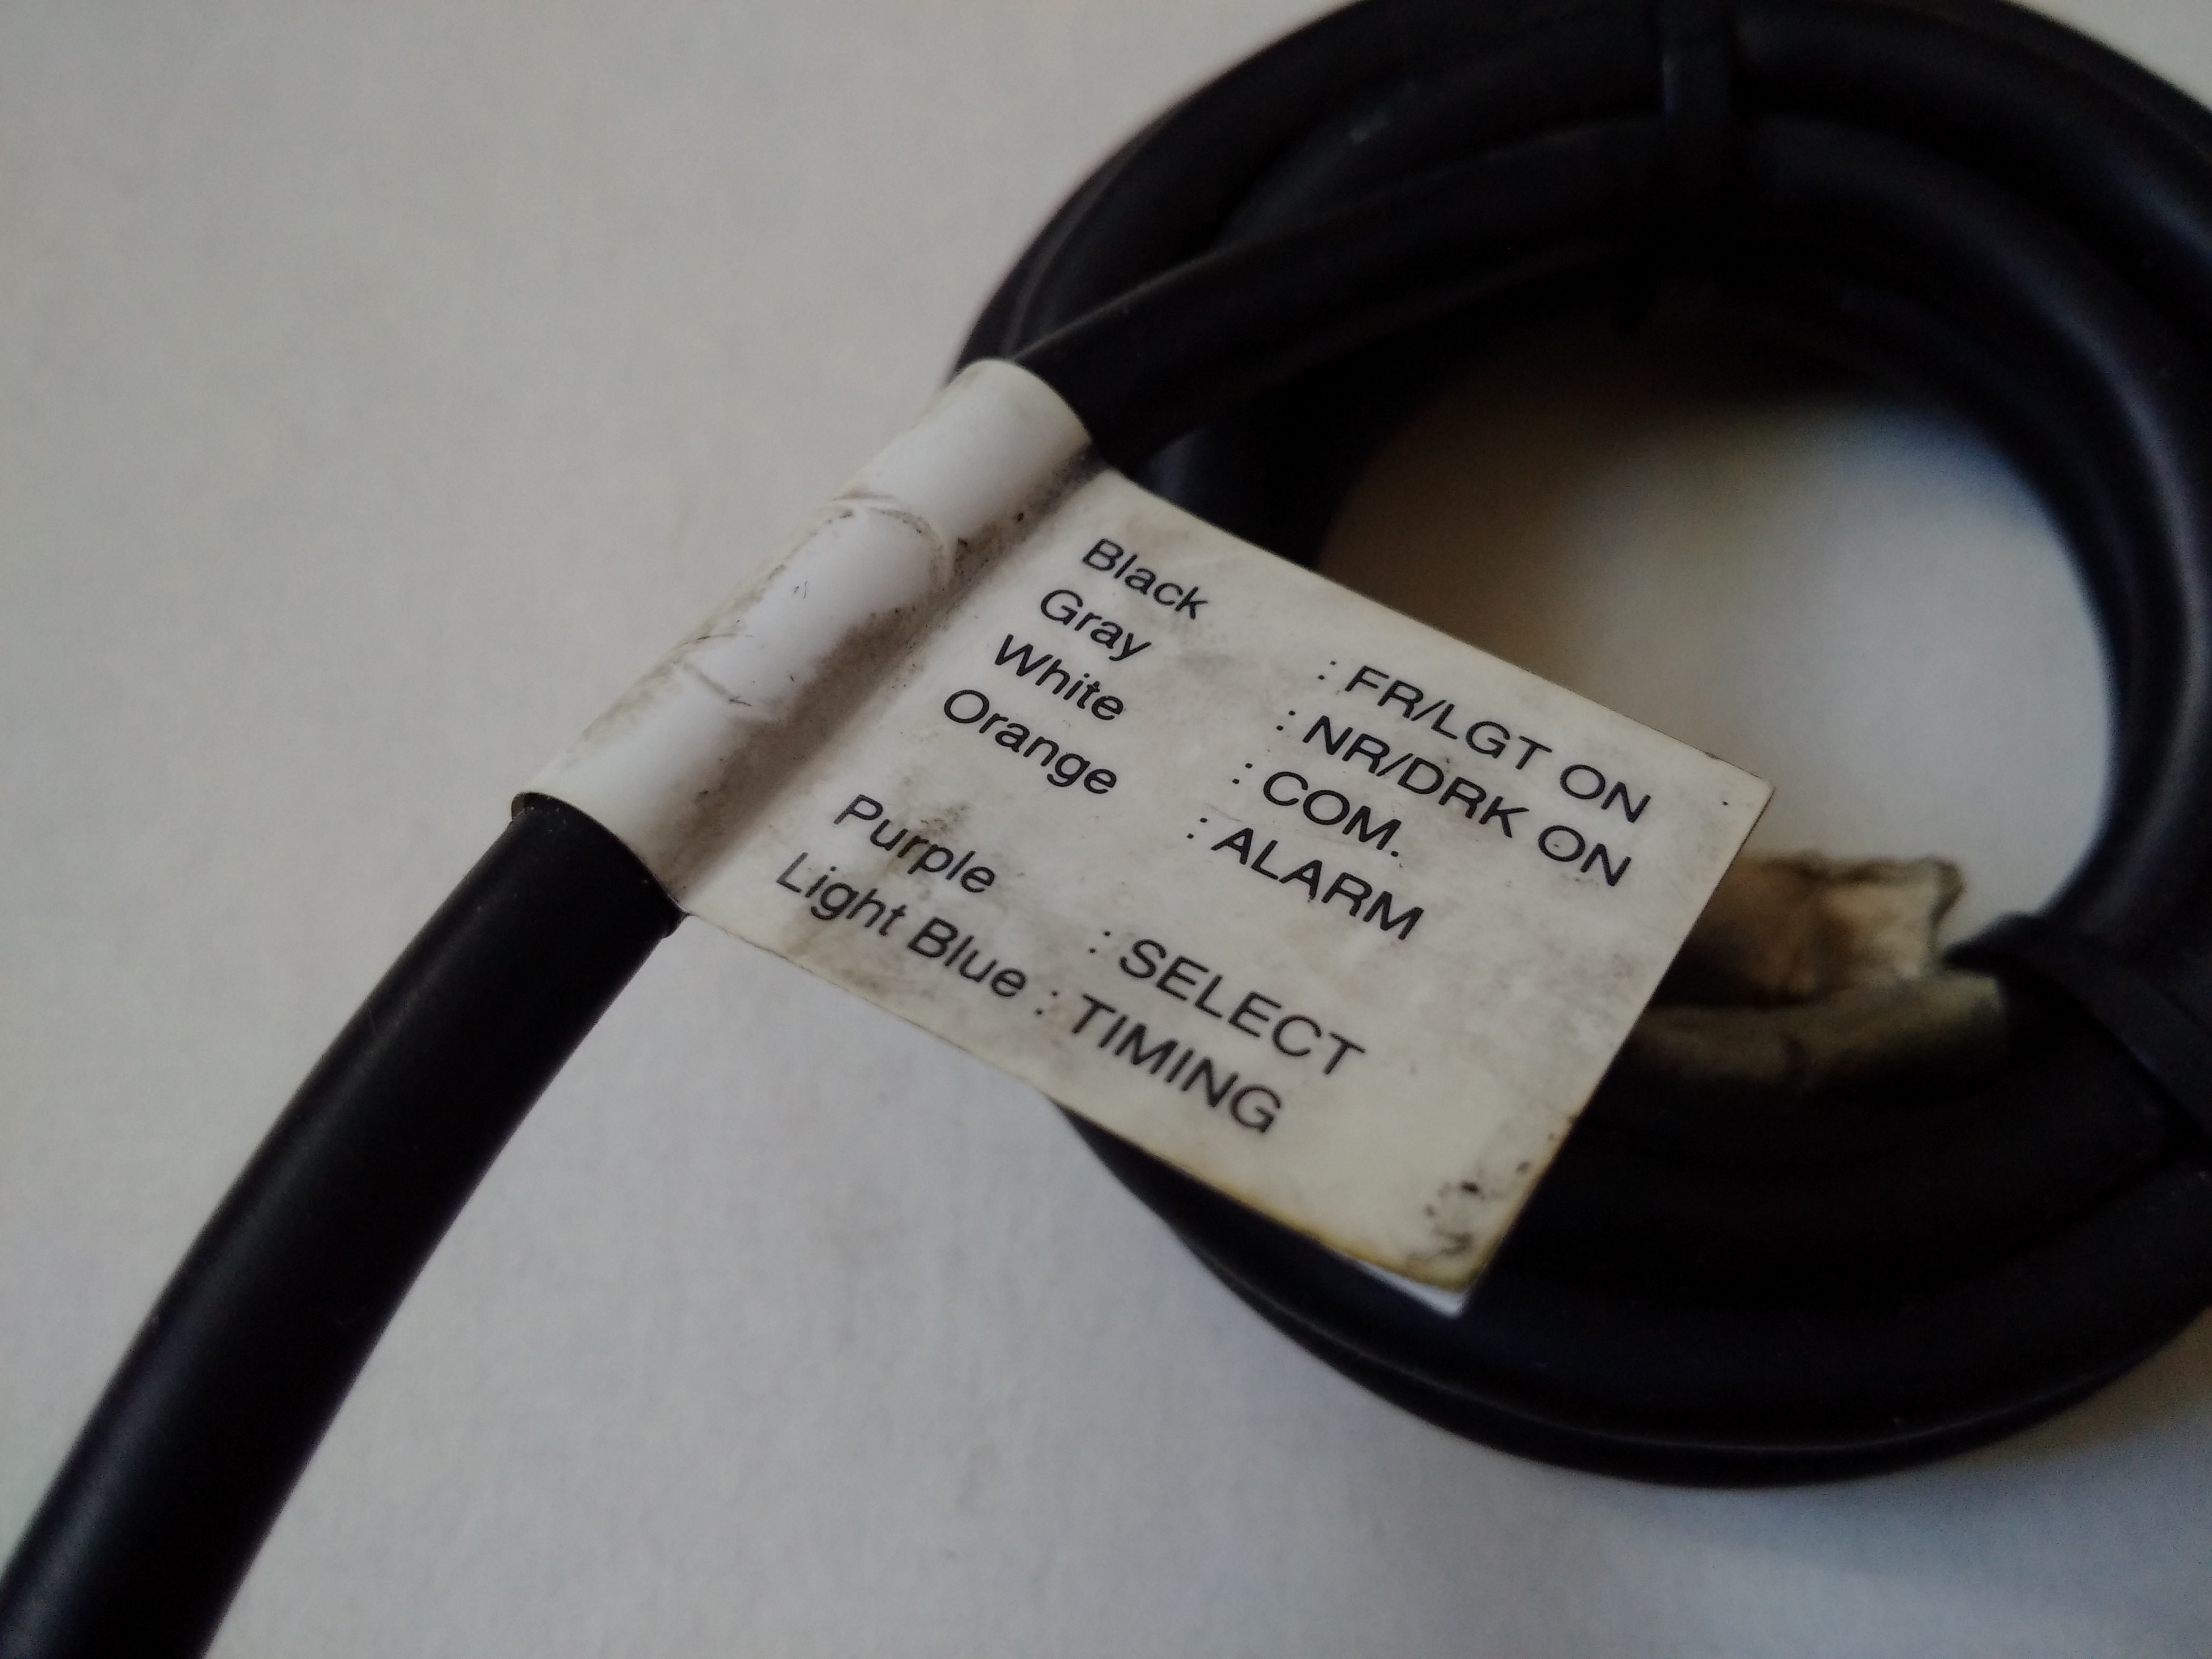 Black : FR/LGT ON
Gray : NR/DRK ON
White : COM.
Orange : ALARM
Purple : SELECT
Light Blue : TIMING